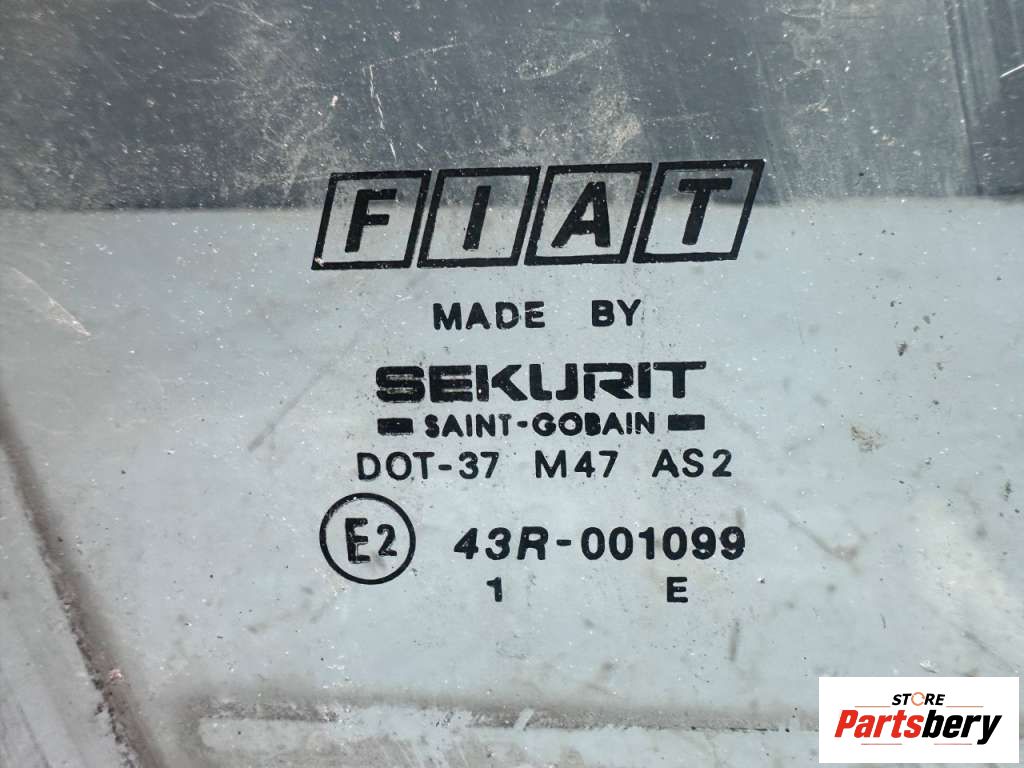 FIAT
MADE BY
SEKURIT
SAINT-GOBAIN
DOT-37 M47 AS2
E2 43R-001099
1 E
STORE
Partsbery